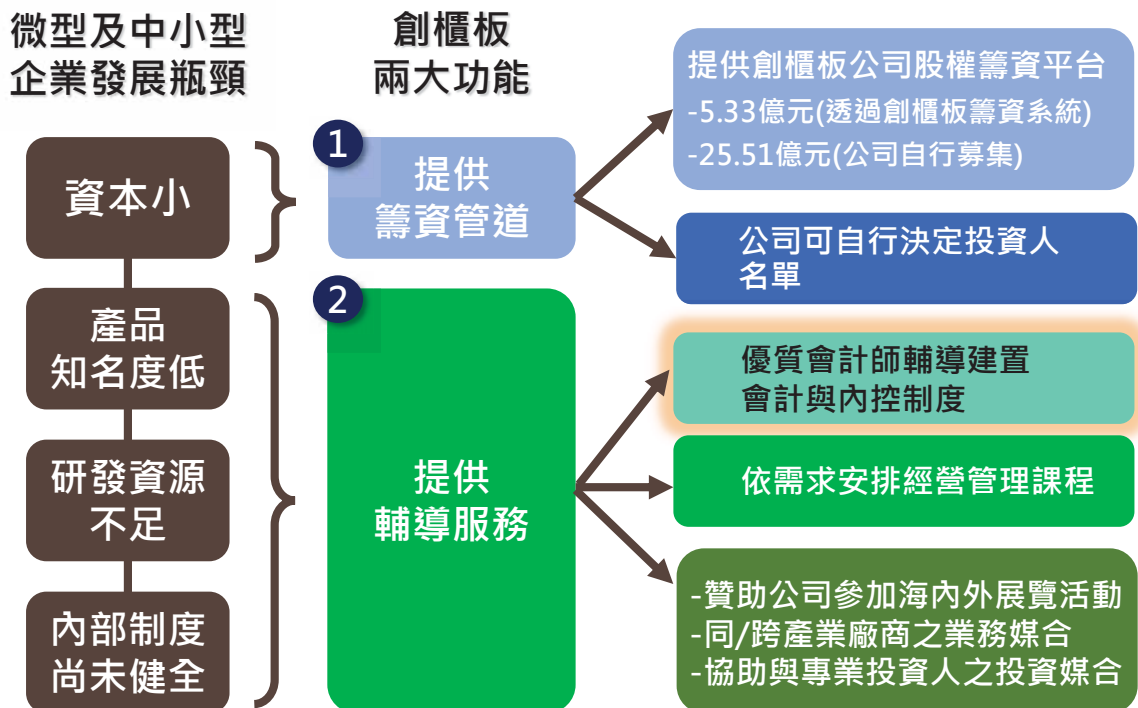 微型及中小型
企業發展瓶頸
資本小
產品
知名度低
研發資源
不足
內部制度
尚未健全
創櫃板
兩大功能
1
提供
籌資管道
2
提供
輔導服務
提供創櫃板公司股權籌資平台
-5.33億元(透過創櫃板籌資系統)
-25.51億元(公司自行募集)
公司可自行決定投資人
名單
優質會計師輔導建置
會計與內控制度
依需求安排經營管理課程
-贊助公司參加海內外展覽活動
-同/跨產業廠商之業務媒合
-協助與專業投資人之投資媒合